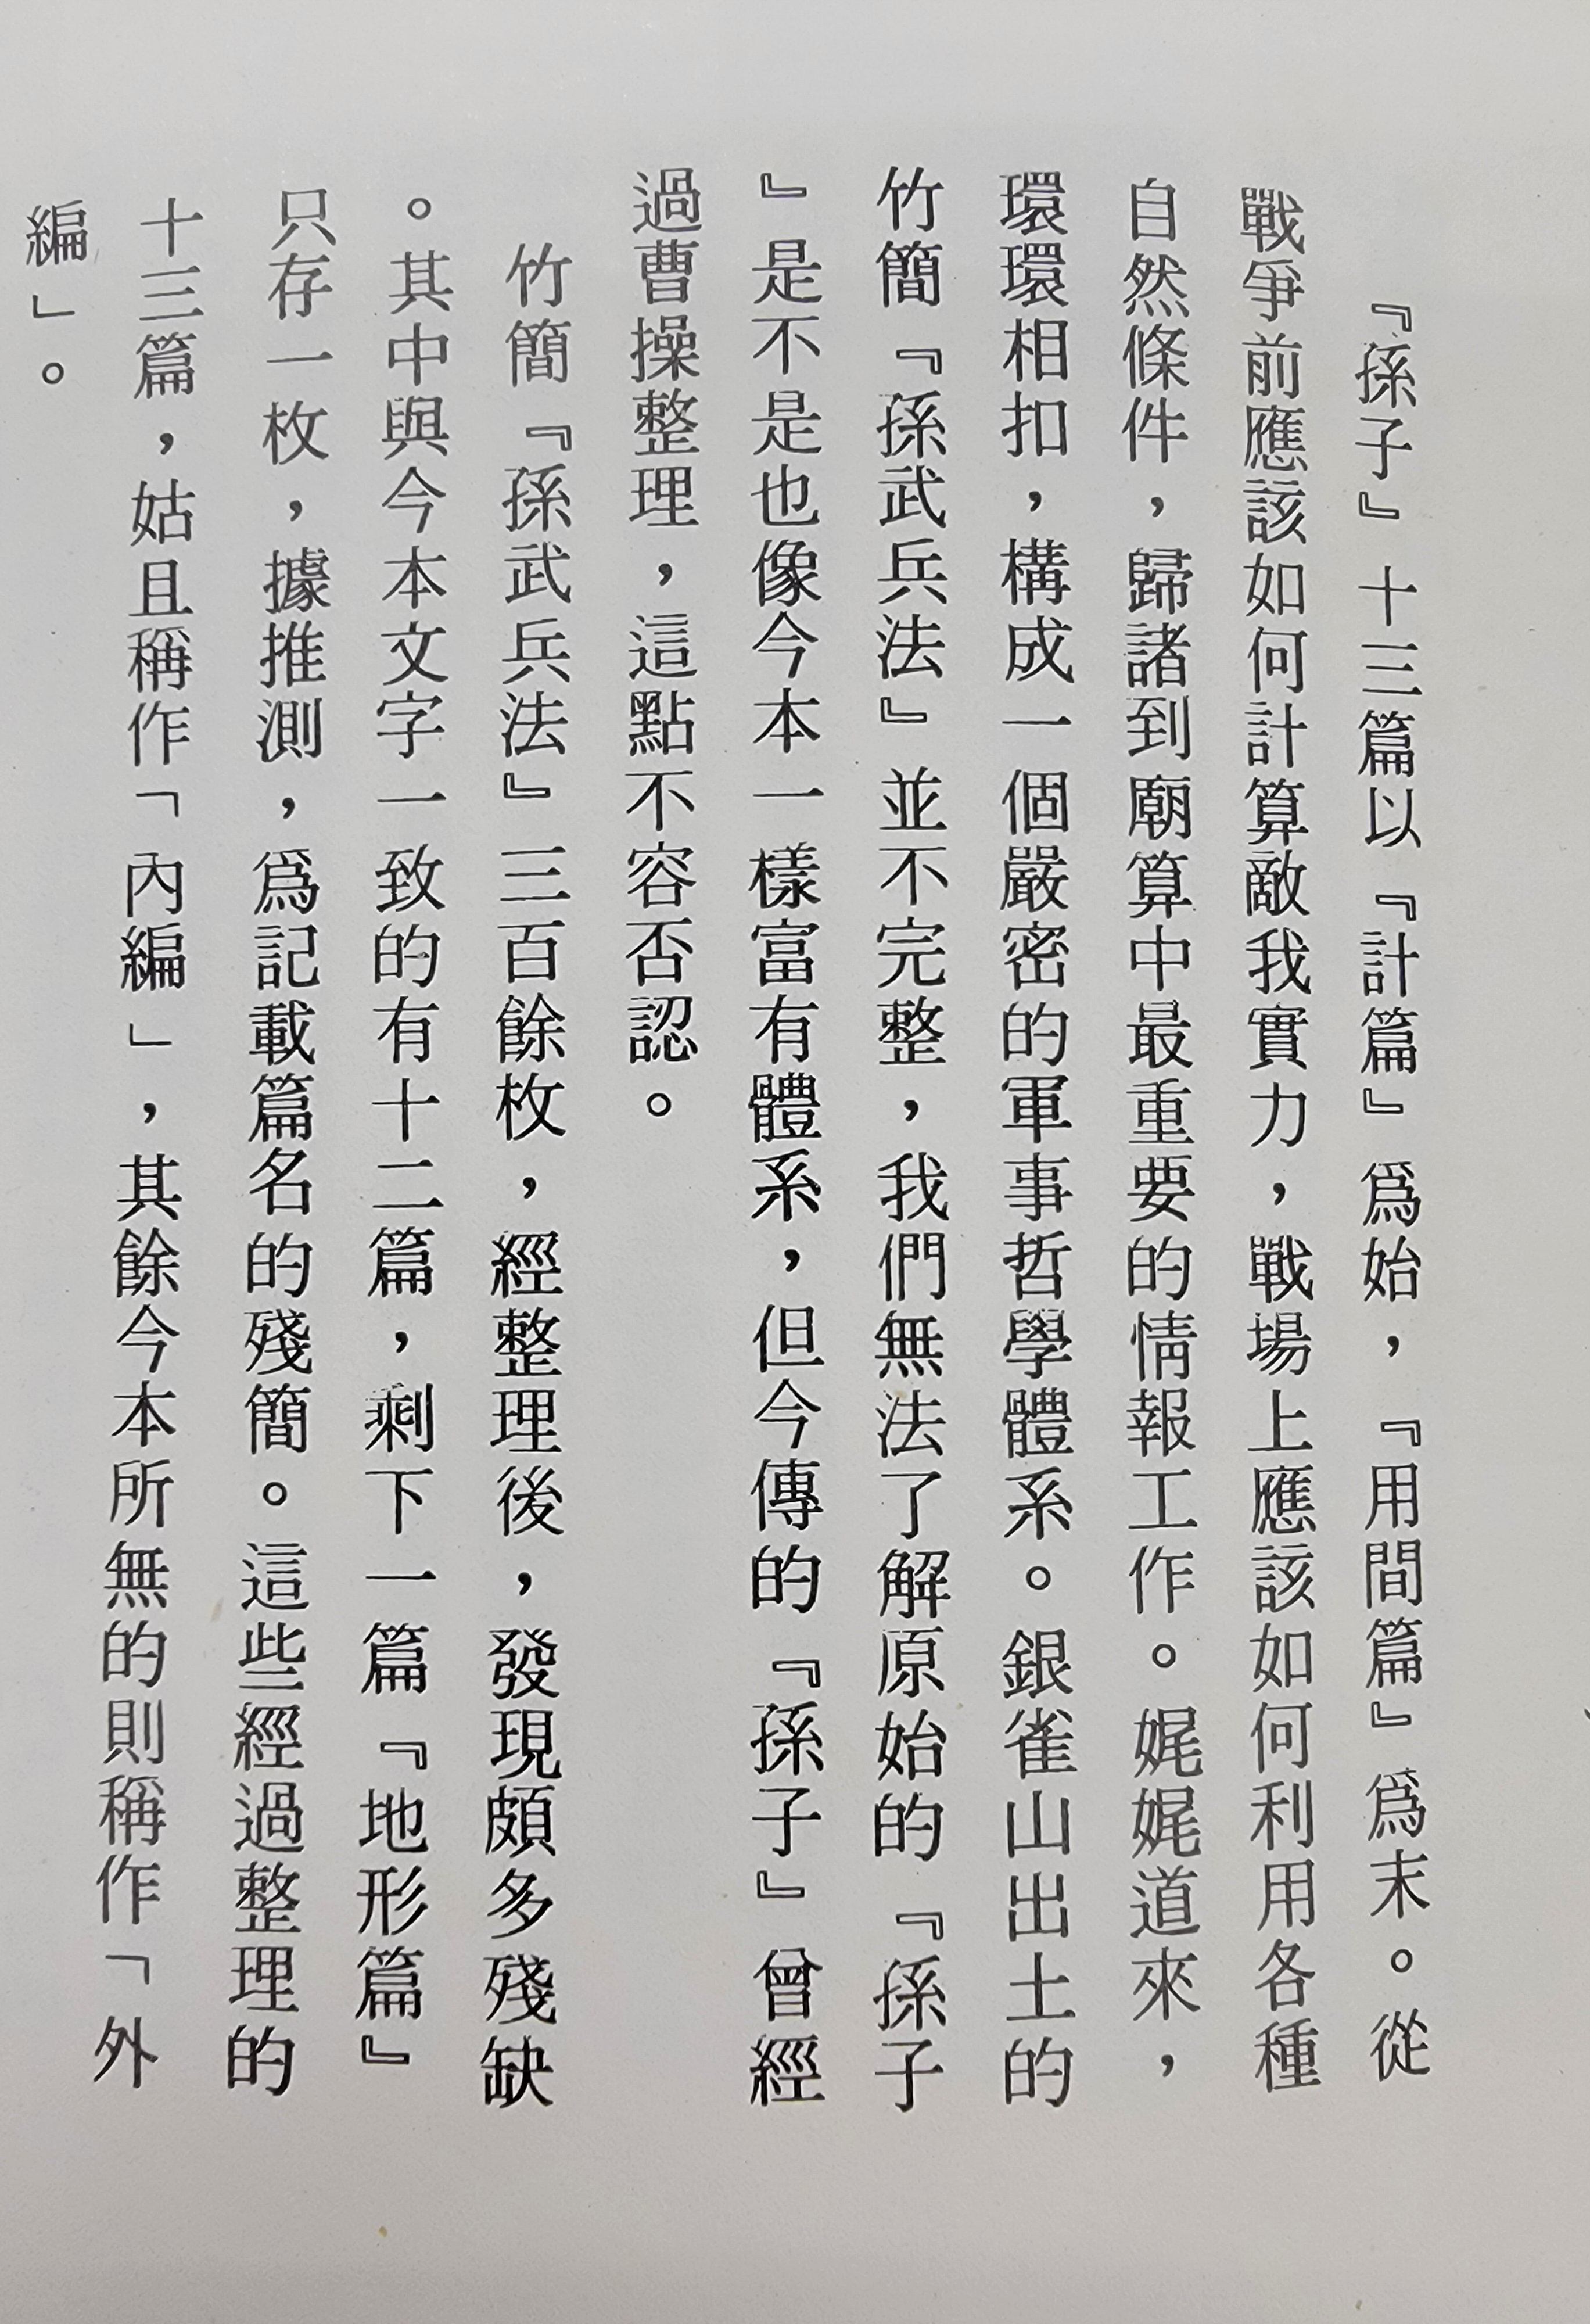 『孫子』十三篇以『計篇』爲始，『用間篇』爲末。從
戰爭前應該如何計算敵我實力，戰場上應該如何利用各種
自然條件，歸諸到廟算中最重要的情報工作。娓娓道來，
環環相扣，構成一個嚴密的軍事哲學體系。銀雀山出土的
竹簡『孫武兵法』並不完整，我們無法了解原始的『孫子
』是不是也像今本一樣富有體系，但今傳的『孫子』曾經
過曹操整理，這點不容否認。
竹簡『孫武兵法』三百餘枚，經整理後，發現頗多殘缺
。其中與今本文字一致的有十二篇，剩下一篇『地形篇』
只存一枚，據推測，爲記載篇名的殘簡。這些經過整理的
十三篇，姑且稱作「內編」，其餘今本所無的則稱作「外
編」。